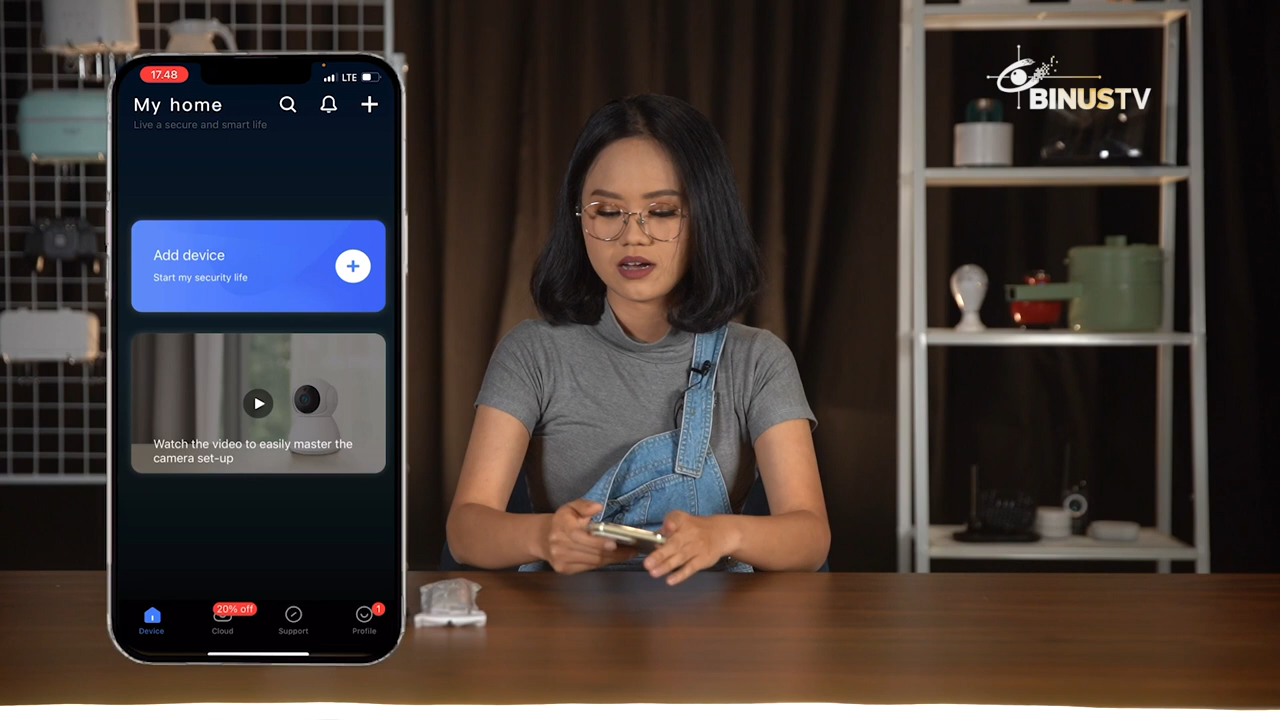 17.48
LTE
My home
Live a secure and smart life
Add device
Start my security life
Watch the video to easily master the
camera set-up
20% off
1
Device
Cloud
Support
Profile
BINUSTV